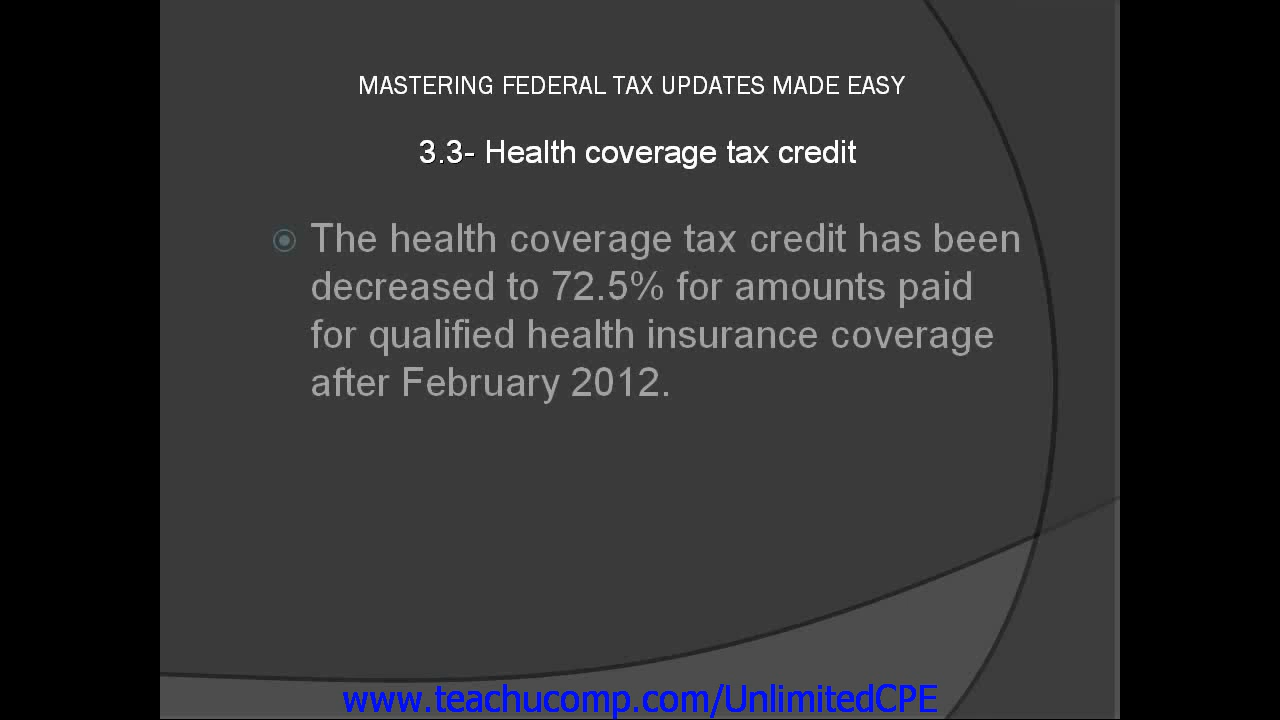 MASTERING FEDERAL TAX UPDATES MADE EASY
3.3- Health coverage tax credit
The health coverage tax credit has been
decreased to 72.5% for amounts paid
for qualified health insurance coverage
after February 2012.
www.teachucomp.com/UnlimitedCPE